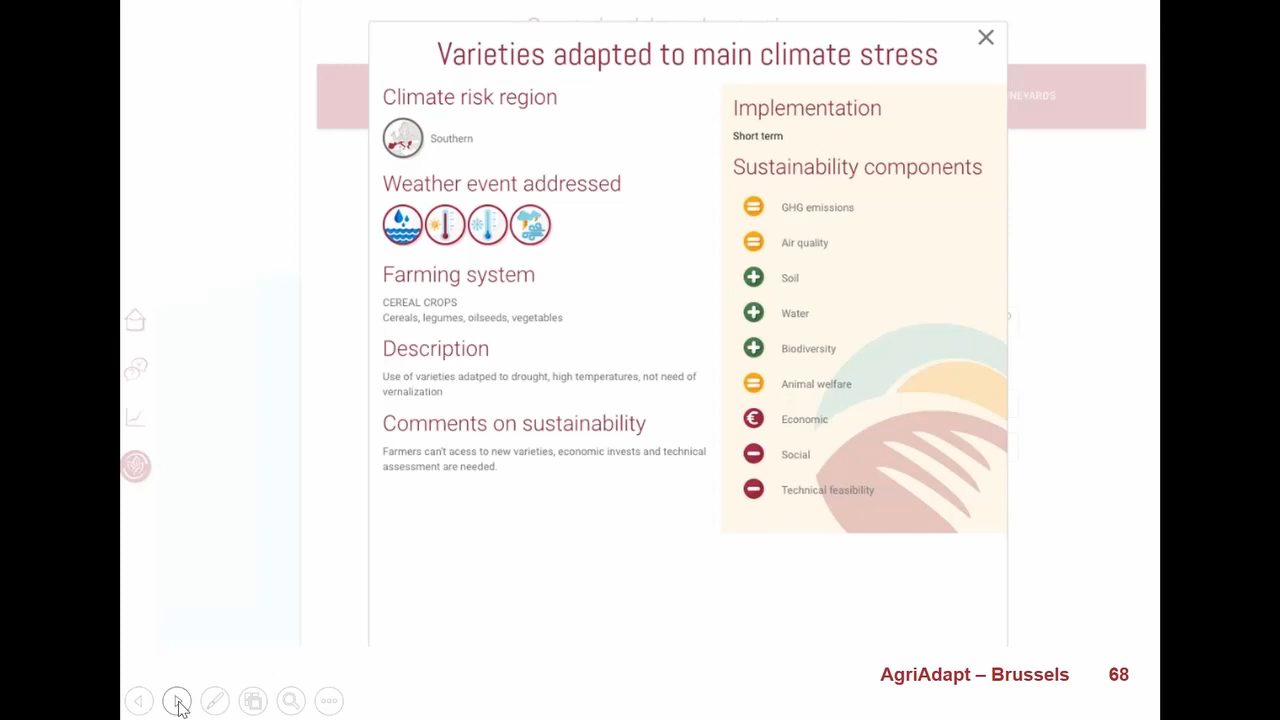 Varieties adapted to main climate stress
Climate risk region
Southern
Weather event addressed
Farming system
CEREAL CROPS
Cereals, legumes, oilseeds, vegetables
Description
Use of varieties adatped to drought, high temperatures, not need of
vernalization
Comments on sustainability
Farmers can't acess to new varieties, economic invests and technical
assessment are needed.
Implementation
Short term
Sustainability components
GHG emissions
Air quality
Soil
Water
Biodiversity
Animal welfare
€ Economic
Social
Technical feasibility
NEYARDS
AgriAdapt – Brussels 68